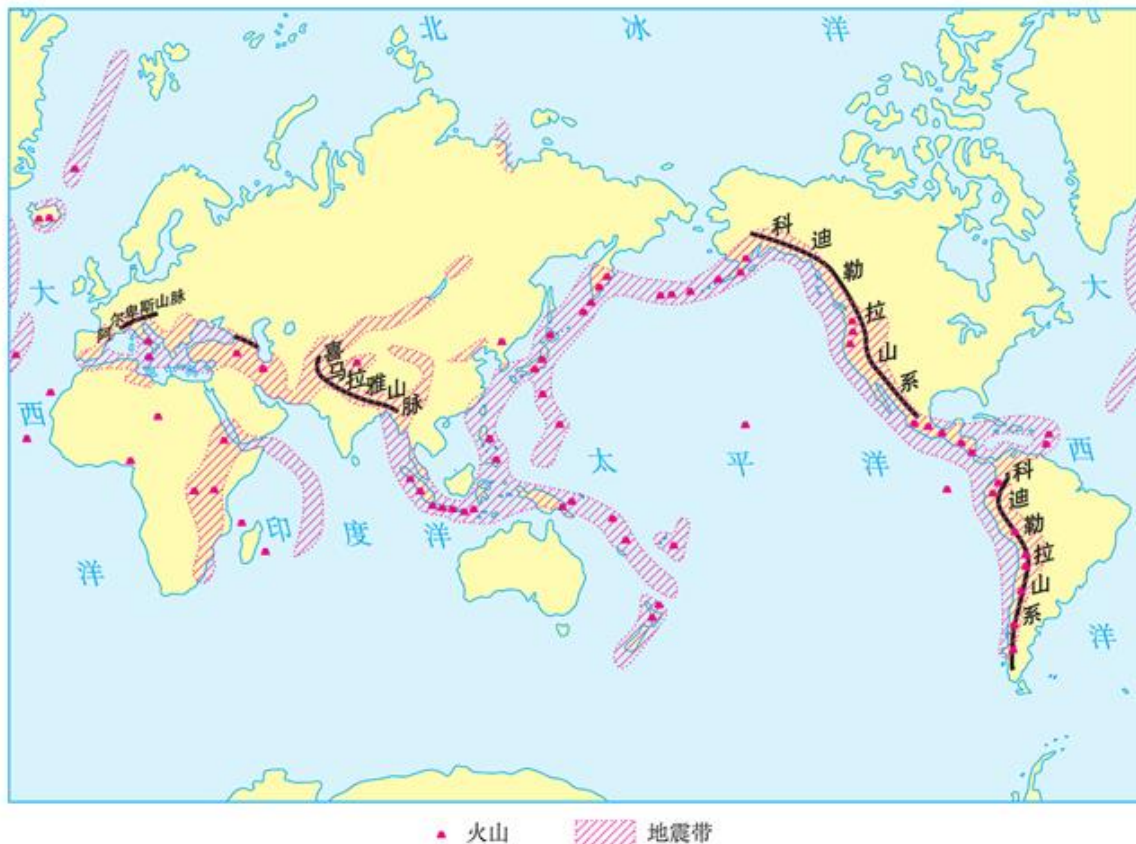 北冰洋
大西洋
阿尔卑斯山脉
喜马拉雅山脉
印度洋
太平洋
科迪勒拉山系
科迪勒拉山系
大西洋
火山 地震带